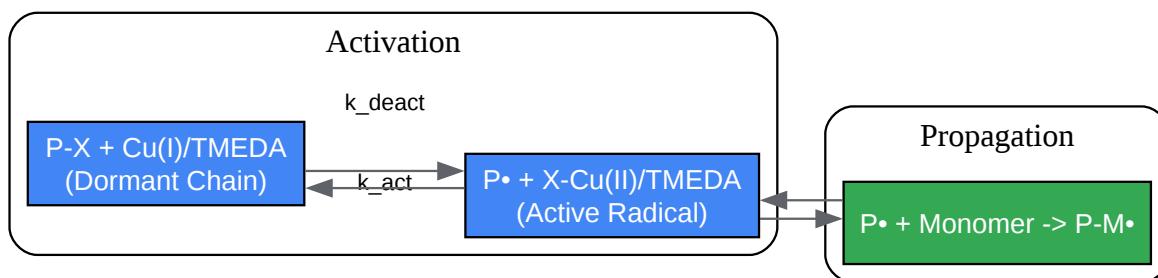 Activation
k_deact
P-X + Cu(I)/TMEDA
(Dormant Chain)
k_act
P• + X-Cu(II)/TMEDA
(Active Radical)
Propagation
P• + Monomer -> P-M•